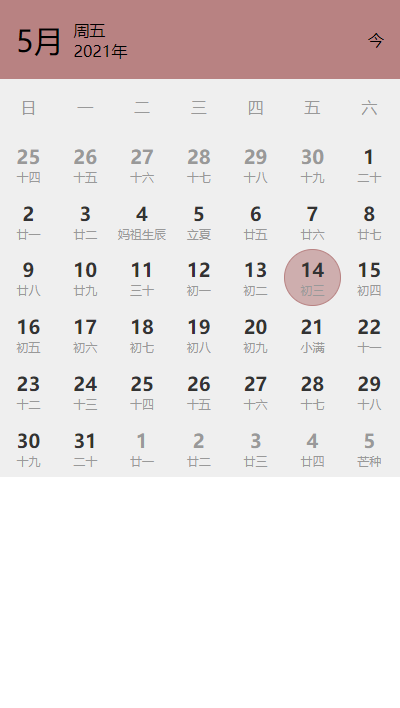 5月 周五
2021年
今
日 一 二 三 四 五 六
25 26 27 28 29 30 1
十四 十五 十六 十七 十八 十九 二十
2 3 4 5 6 7 8
廿一 廿二 妈祖生辰 立夏 廿五 廿六 廿七
9 10 11 12 13 14 15
廿八 廿九 三十 初一 初二 初三 初四
16 17 18 19 20 21 22
初五 初六 初七 初八 初九 小满 十一
23 24 25 26 27 28 29
十二 十三 十四 十五 十六 十七 十八
30 31 1 2 3 4 5
十九 二十 廿一 廿二 廿三 廿四 芒种